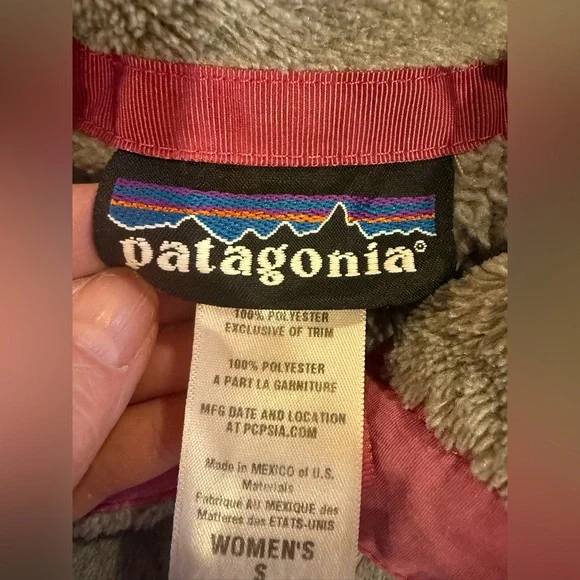 patagonia®
100% POLYESTER
EXCLUSIVE OF TRIM
100% POLYESTER
A PART LA GARNITURE
MFG DATE AND LOCATION
AT PCPSIA.COM
Made in MEXICO of U.S.
Materials
Fabriqué AU MEXIQUE des
Matieres des ETATS-UNIS
WOMEN'S
S